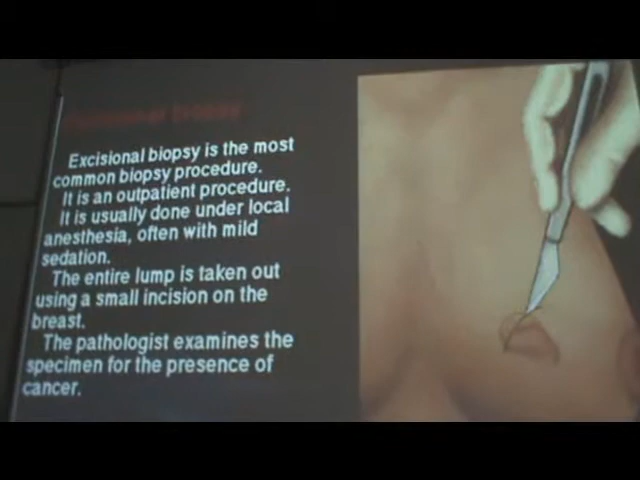 Excisional biopsy is the most
common biopsy procedure.
It is an outpatient procedure.
It is usually done under local
anesthesia, often with mild
sedation.
The entire lump is taken out
using a small incision on the
breast.
The pathologist examines the
specimen for the presence of
cancer.